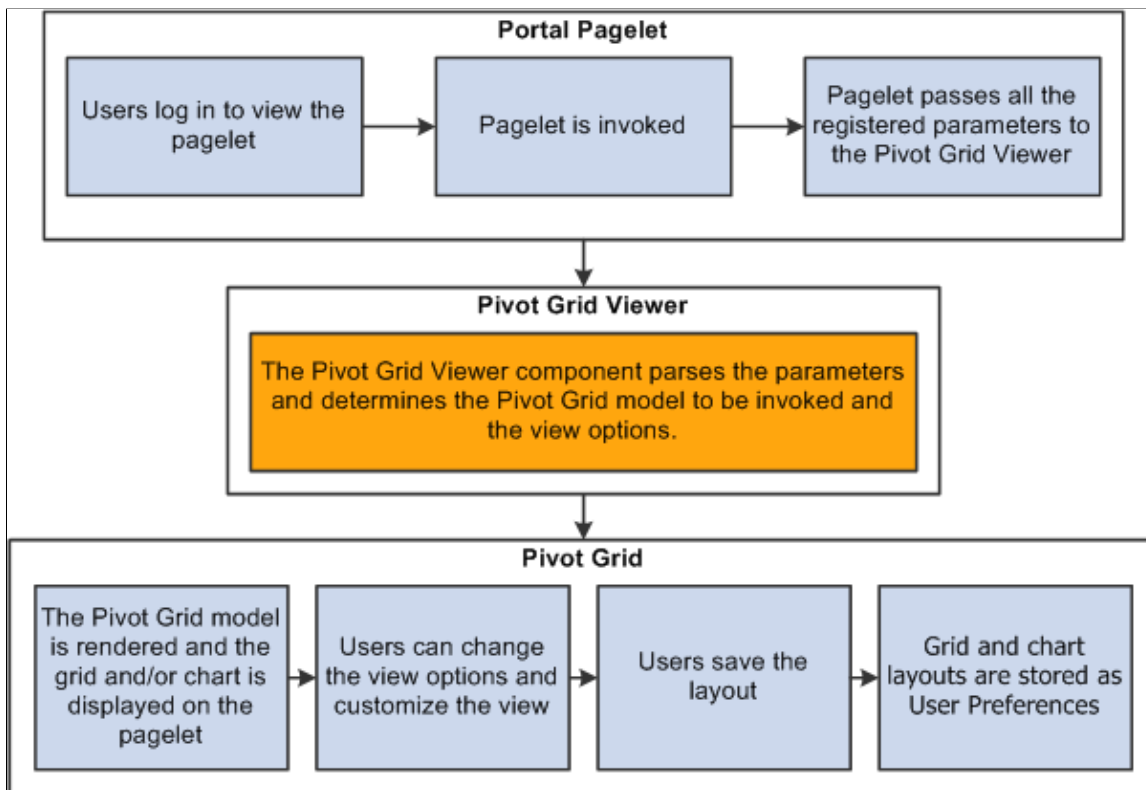 Portal Pagelet
Users log in to view the
pagelet
Pagelet is invoked
Pagelet passes all the
registered parameters to
the Pivot Grid Viewer
Pivot Grid Viewer
The Pivot Grid Viewer component parses the parameters
and determines the Pivot Grid model to be invoked and
the view options.
Pivot Grid
The Pivot Grid model
is rendered and the
grid and/or chart is
displayed on the
pagelet
Users can change
the view options and
customize the view
Users save the
layout
Grid and chart
layouts are stored as
User Preferences